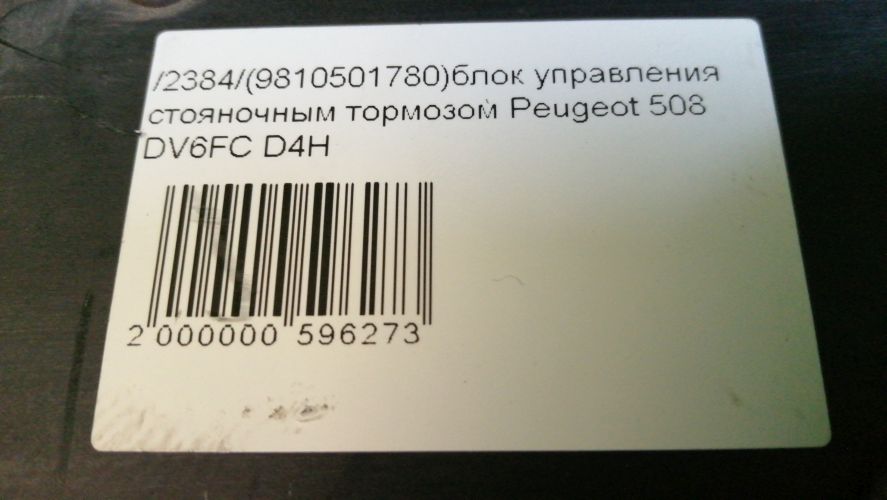 /2384/(9810501780)блок управления
стояночным тормозом Peugeot 508
DV6FC D4H
2 000000 596273